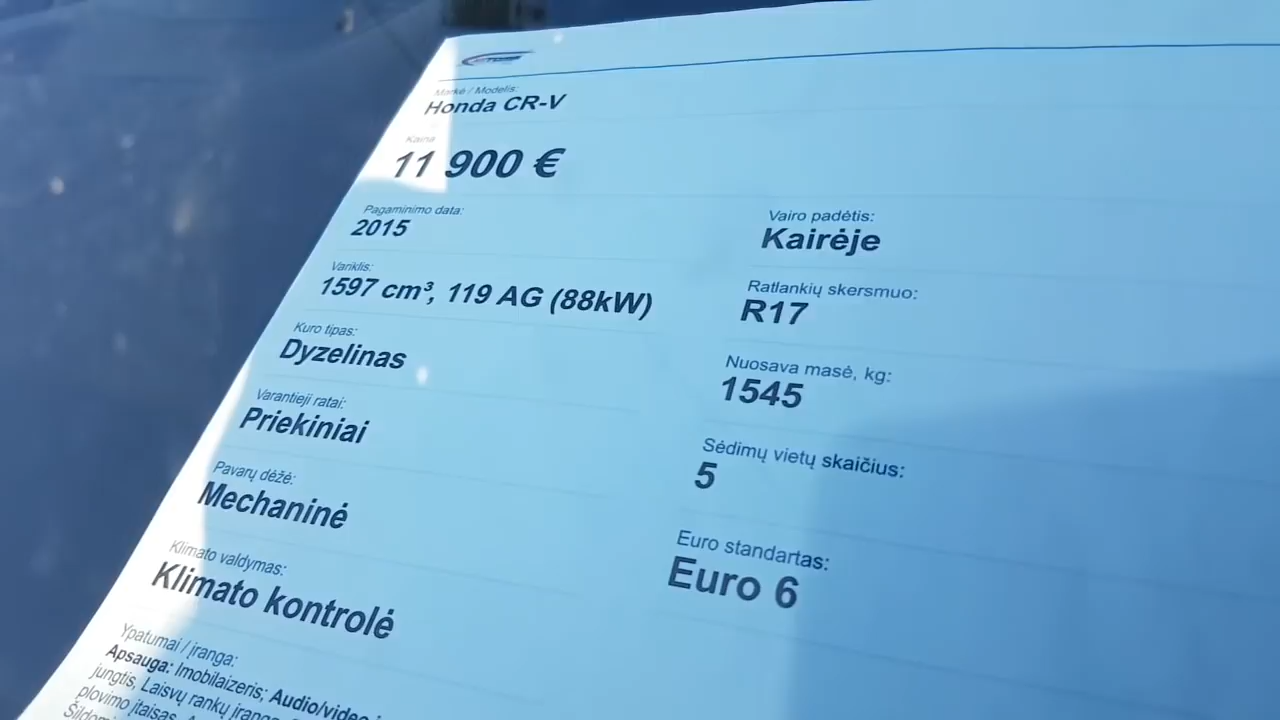 Markė / Modelis:
Honda CR-V
Kaina
11 900 €
Pagaminimo data:
2015
Variklis:
1597 cm³, 119 AG (88kW)
Kuro tipas:
Dyzelinas
Varantieji ratai:
Priekiniai
Pavarų dėžė:
Mechaninė
Klimato valdymas:
Klimato kontrolė
Vairo padėtis:
Kairėje
Ratlankių skersmuo:
R17
Nuosava masė, kg:
1545
Sėdimų vietų skaičius:
5
Euro standartas:
Euro 6
Ypatumai / įranga:
Apsauga: Imobilaizeris; Audio/video
jungtis, Laisvų rankų įranga
plovimo įtaisas,